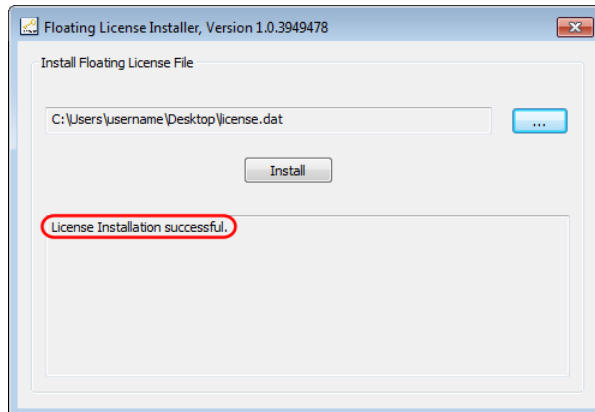 Floating License Installer, Version 1.0.3949478
Install Floating License File
C:\Users\username\Desktop\license.dat
...
Install
License Installation successful.